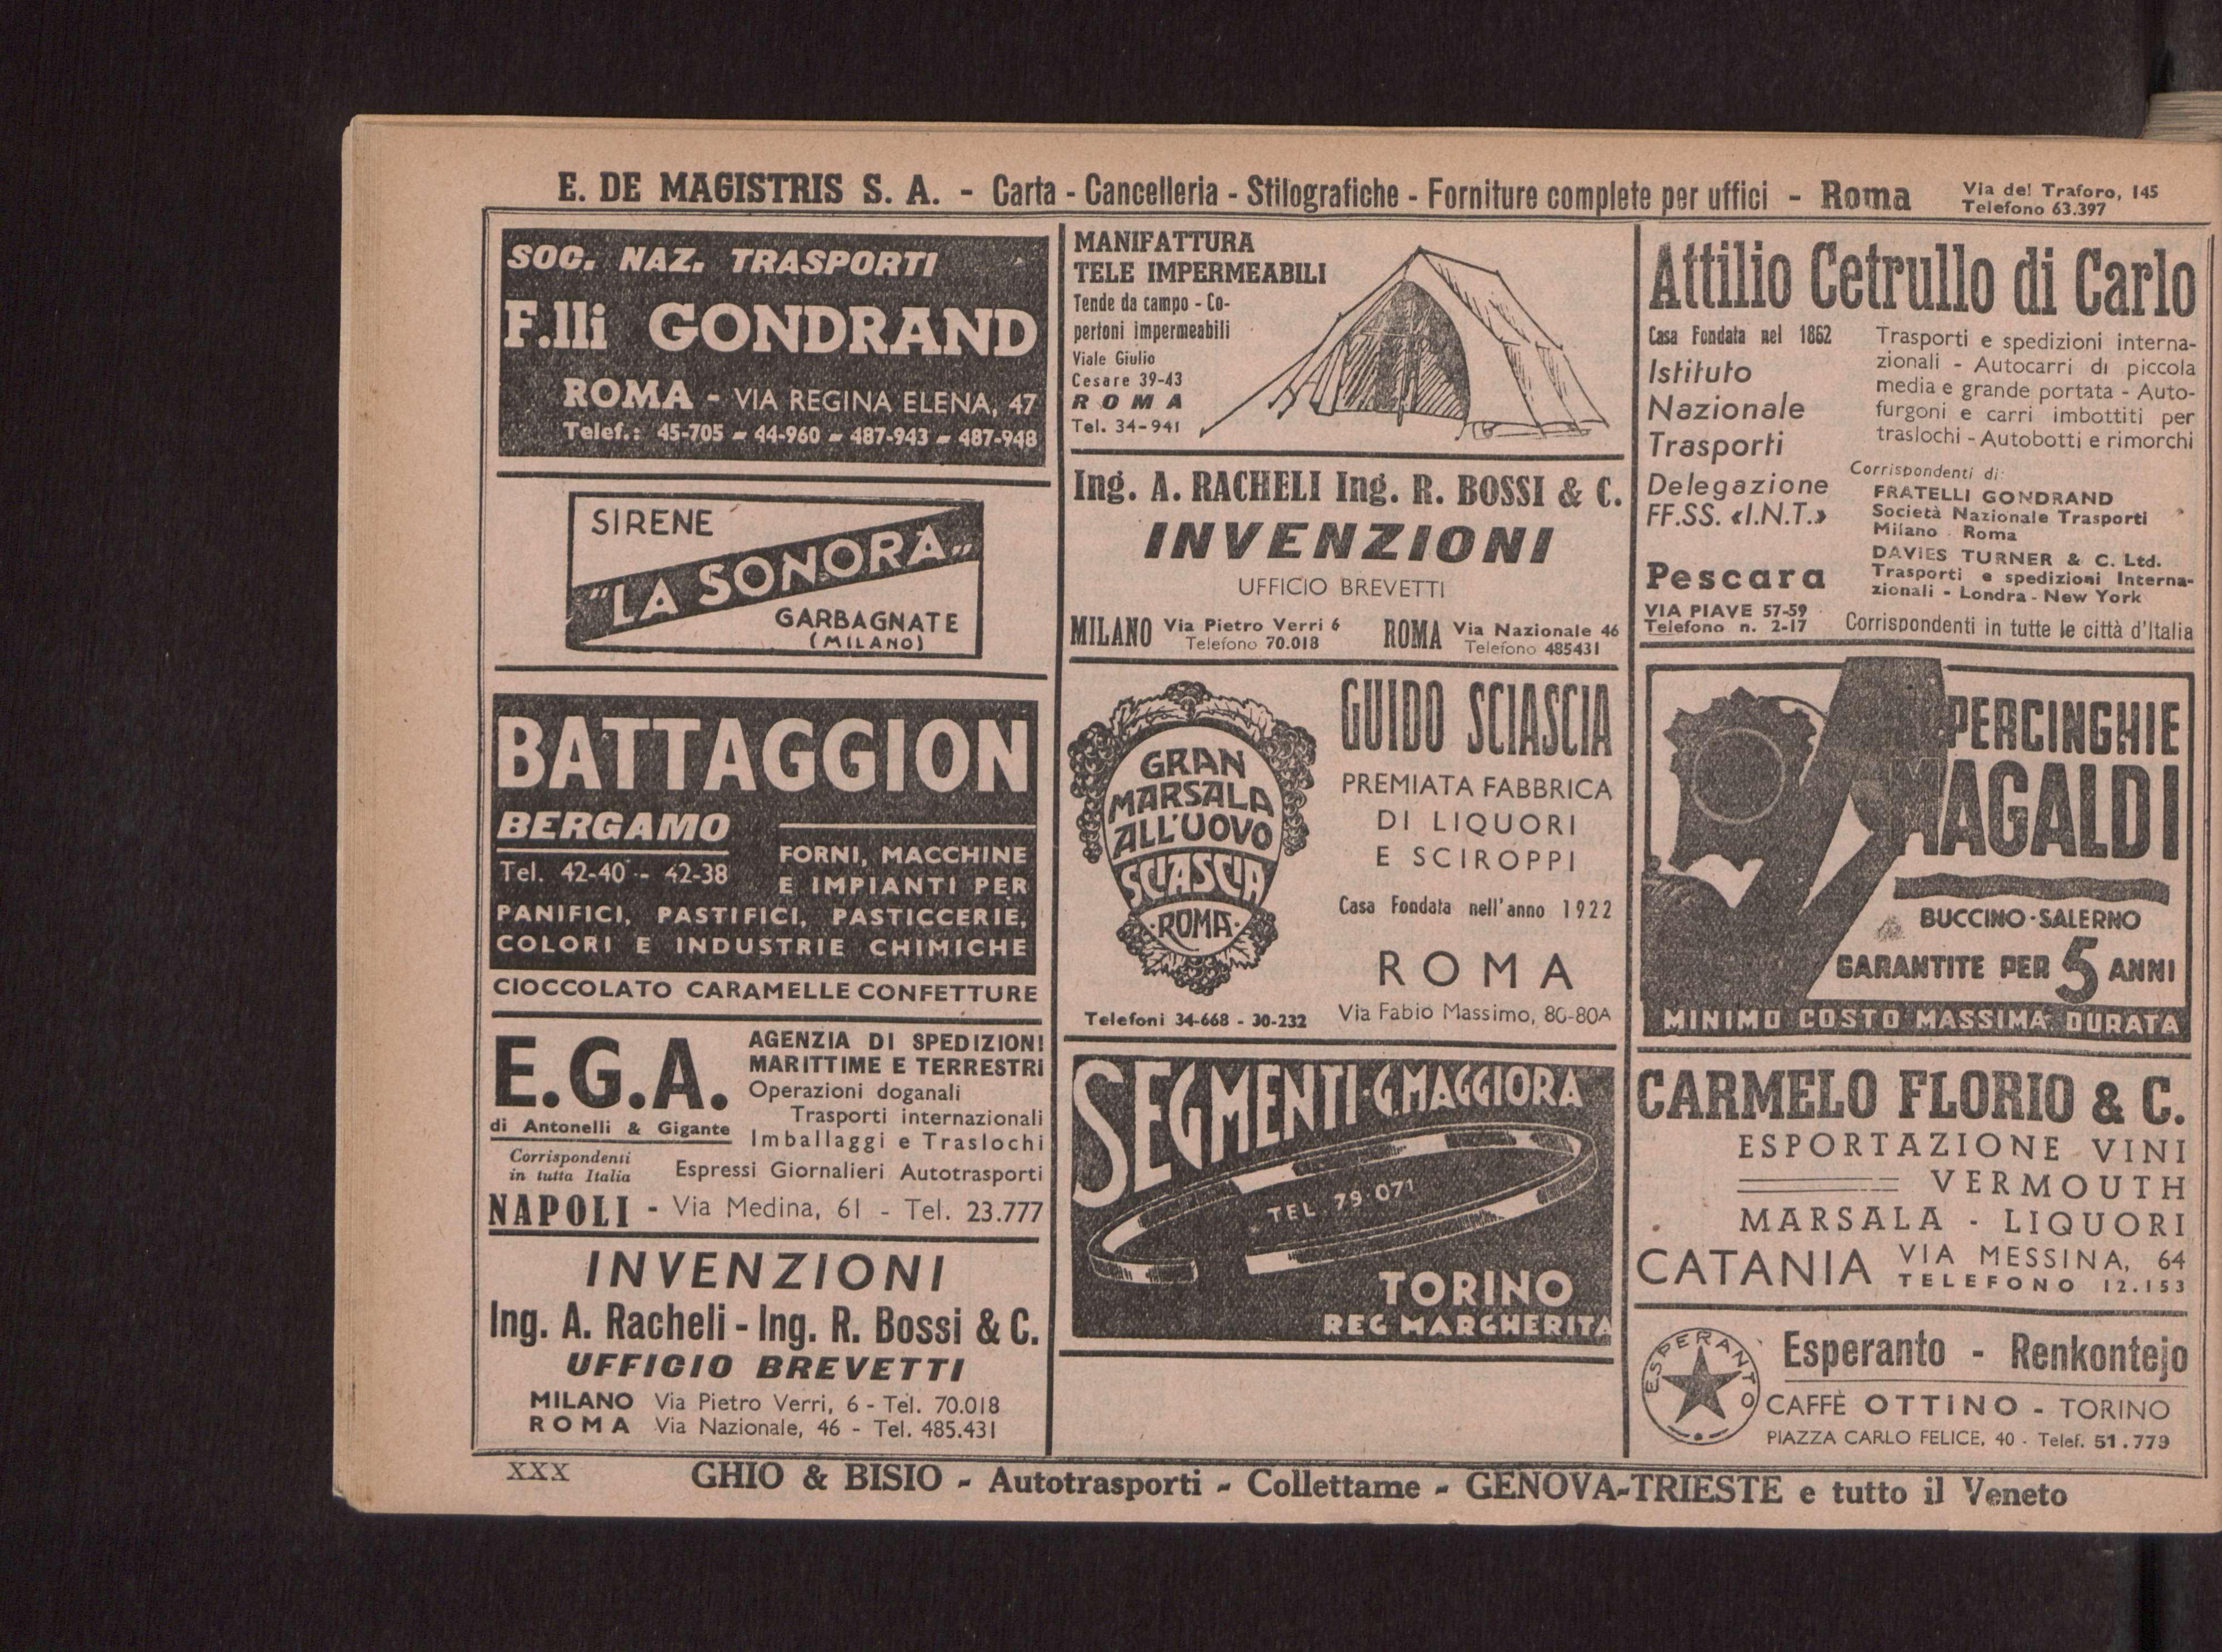 E. DE MAGISTRIS S. A. - Carta - Cancelleria - Stilografiche - Forniture complete per uffici - Roma
Via del Traforo, 145
Telefono 63.397
SOC. NAZ. TRASPORTI
F.lli GONDRAND
ROMA - VIA REGINA ELENA, 47
Telef.: 45-705 - 44-960 - 487-943 - 487-948
SIRENE
"LA SONORA„
GARBAGNATE
(MILANO)
BATTAGGION
BERGAMO
Tel. 42-40 - 42-38
FORNI, MACCHINE
E IMPIANTI PER
PANIFICI, PASTIFICI, PASTICCERIE,
COLORI E INDUSTRIE CHIMICHE
CIOCCOLATO CARAMELLE CONFETTURE
E.G.A.
di Antonelli & Gigante
Corrispondenti
in tutta Italia
AGENZIA DI SPEDIZIONI
MARITTIME E TERRESTRI
Operazioni doganali
Trasporti internazionali
Imballaggi e Traslochi
Espressi Giornalieri Autotrasporti
NAPOLI - Via Medina, 61 - Tel. 23.777
INVENZIONI
Ing. A. Racheli - Ing. R. Bossi & C.
UFFICIO BREVETTI
MILANO Via Pietro Verri, 6 - Tel. 70.018
ROMA Via Nazionale, 46 - Tel. 485.431
MANIFATTURA
TELE IMPERMEABILI
Tende da campo - Co-
pertoni impermeabili
Viale Giulio
Cesare 39-43
ROMA
Tel. 34-941
Ing. A. RACHELI Ing. R. BOSSI & C.
INVENZIONI
UFFICIO BREVETTI
MILANO Via Pietro Verri 6
Telefono 70.018
ROMA Via Nazionale 46
Telefono 485431
GRAN
MARSALA
ALL'UOVO
SCIASCIA
·ROMA·
Telefoni 34-668 - 30-232
GUIDO SCIASCIA
PREMIATA FABBRICA
DI LIQUORI
E SCIROPPI
Casa Fondata nell'anno 1922
ROMA
Via Fabio Massimo, 80-80A
SEGMENTI·G.MAGGIORA
TEL. 79·071
TORINO
REG MARGHERITA
Attilio Cetrullo di Carlo
Casa Fondata nel 1862
Istituto
Nazionale
Trasporti
Delegazione
FF.SS. «I.N.T.»
Pescara
VIA PIAVE 57-59
Telefono n. 2-17
Trasporti e spedizioni interna-
zionali - Autocarri di piccola
media e grande portata - Auto-
furgoni e carri imbottiti per
traslochi - Autobotti e rimorchi
Corrispondenti di:
FRATELLI GONDRAND
Società Nazionale Trasporti
Milano - Roma
DAVIES TURNER & C. Ltd.
Trasporti e spedizioni Interna-
zionali - Londra - New York
Corrispondenti in tutte le città d'Italia
SUPERCINGHIE
MAGALDI
BUCCINO-SALERNO
GARANTITE PER 5 ANNI
MINIMO COSTO MASSIMA DURATA
CARMELO FLORIO & C.
ESPORTAZIONE VINI
VERMOUTH
MARSALA - LIQUORI
CATANIA VIA MESSINA, 64
TELEFONO 12.153
ESPERANTO
Esperanto - Renkontejo
CAFFÈ OTTINO - TORINO
PIAZZA CARLO FELICE, 40 - Telef. 51.779
XXX
GHIO & BISIO - Autotrasporti - Collettame - GENOVA-TRIESTE e tutto il Veneto